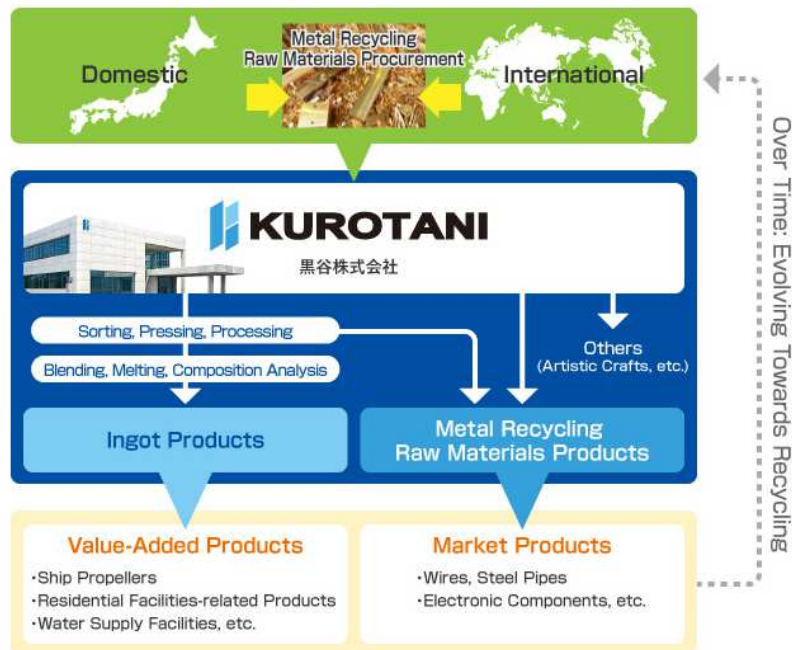 Metal Recycling
Raw Materials Procurement
Domestic
International
KUROTANI
黒谷株式会社
Sorting, Pressing, Processing
Blending, Melting, Composition Analysis
Others
(Artistic Crafts, etc.)
Ingot Products
Metal Recycling
Raw Materials Products
Value-Added Products
・Ship Propellers
・Residential Facilities-related Products
・Water Supply Facilities, etc.
Market Products
・Wires, Steel Pipes
・Electronic Components, etc.
Over Time: Evolving Towards Recycling